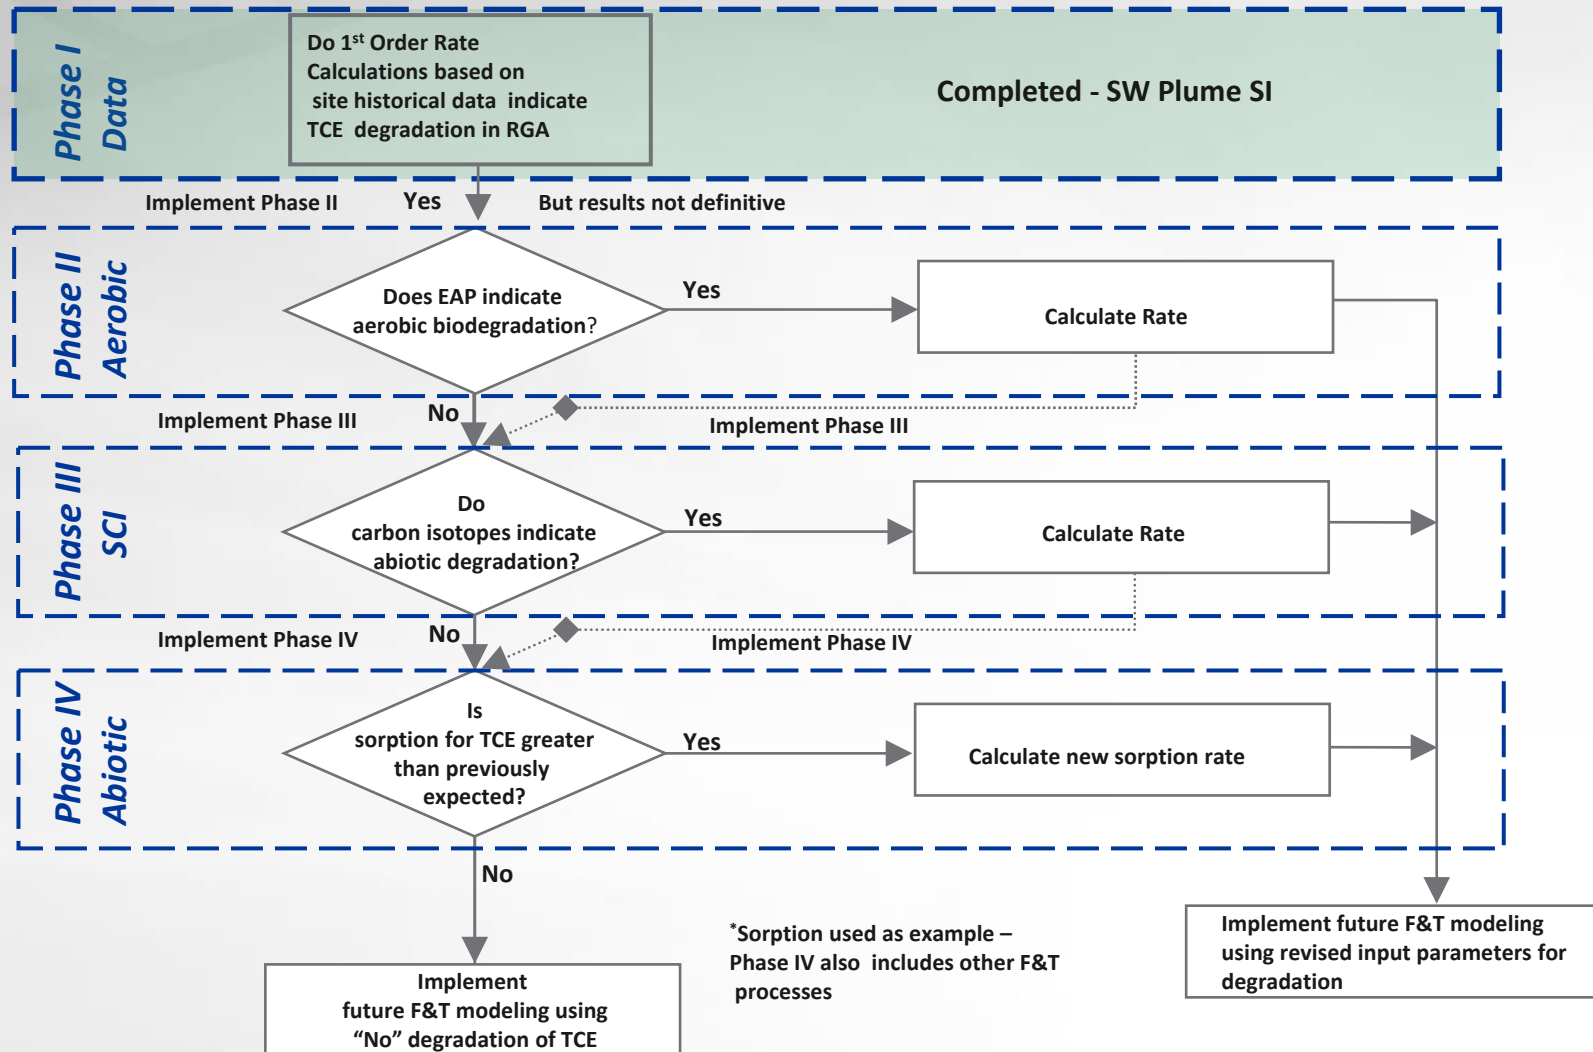 Phase I
Data
Do 1st Order Rate
Calculations based on
site historical data indicate
TCE degradation in RGA
Completed - SW Plume SI
Implement Phase II
Yes
But results not definitive
Phase II
Aerobic
Does EAP indicate
aerobic biodegradation?
Yes
Calculate Rate
Implement Phase III
No
Implement Phase III
Phase III
SCI
Do
carbon isotopes indicate
abiotic degradation?
Yes
Calculate Rate
Implement Phase IV
No
Implement Phase IV
Phase IV
Abiotic
Is
sorption for TCE greater
than previously
expected?
Yes
Calculate new sorption rate
No
*Sorption used as example –
Phase IV also includes other F&T
processes
Implement future F&T modeling
using revised input parameters for
degradation
Implement
future F&T modeling using
“No” degradation of TCE